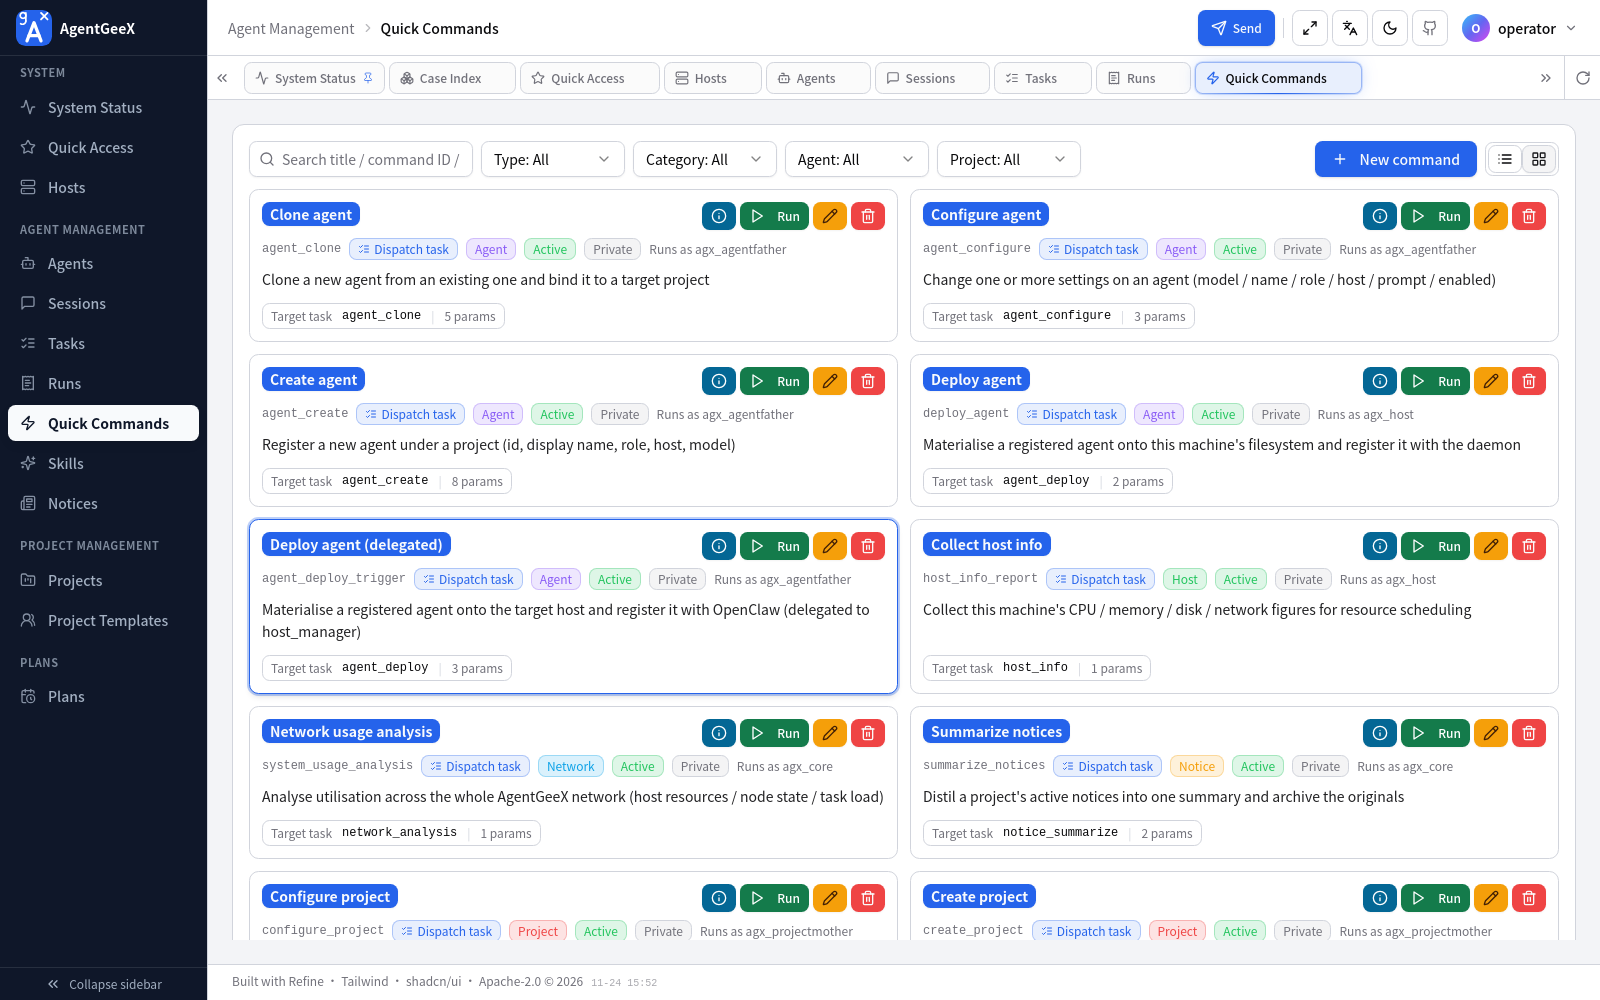 AgentGeeX
SYSTEM
System Status
Quick Access
Hosts
AGENT MANAGEMENT
Agents
Sessions
Tasks
Runs
Quick Commands
Skills
Notices
PROJECT MANAGEMENT
Projects
Project Templates
PLANS
Plans
Collapse sidebar
Agent Management > Quick Commands
Send
O operator
System Status Case Index Quick Access Hosts Agents Sessions Tasks Runs Quick Commands
Search title / command ID / Type: All Category: All Agent: All Project: All New command
Clone agent Run
agent_clone Dispatch task Agent Active Private Runs as agx_agentfather
Clone a new agent from an existing one and bind it to a target project
Target task agent_clone | 5 params
Configure agent Run
agent_configure Dispatch task Agent Active Private Runs as agx_agentfather
Change one or more settings on an agent (model / name / role / host / prompt / enabled)
Target task agent_configure | 3 params
Create agent Run
agent_create Dispatch task Agent Active Private Runs as agx_agentfather
Register a new agent under a project (id, display name, role, host, model)
Target task agent_create | 8 params
Deploy agent Run
deploy_agent Dispatch task Agent Active Private Runs as agx_host
Materialise a registered agent onto this machine's filesystem and register it with the daemon
Target task agent_deploy | 2 params
Deploy agent (delegated) Run
agent_deploy_trigger Dispatch task Agent Active Private Runs as agx_agentfather
Materialise a registered agent onto the target host and register it with OpenClaw (delegated to
host_manager)
Target task agent_deploy | 3 params
Collect host info Run
host_info_report Dispatch task Host Active Private Runs as agx_host
Collect this machine's CPU / memory / disk / network figures for resource scheduling
Target task host_info | 1 params
Network usage analysis Run
system_usage_analysis Dispatch task Network Active Private Runs as agx_core
Analyse utilisation across the whole AgentGeeX network (host resources / node state / task load)
Target task network_analysis | 1 params
Summarize notices Run
summarize_notices Dispatch task Notice Active Private Runs as agx_core
Distil a project's active notices into one summary and archive the originals
Target task notice_summarize | 2 params
Configure project Run
configure_project Dispatch task Project Active Private Runs as agx_projectmother
Create project Run
create_project Dispatch task Project Active Private Runs as agx_projectmother
Built with Refine • Tailwind • shadcn/ui • Apache-2.0 © 2026 11-24 15:52